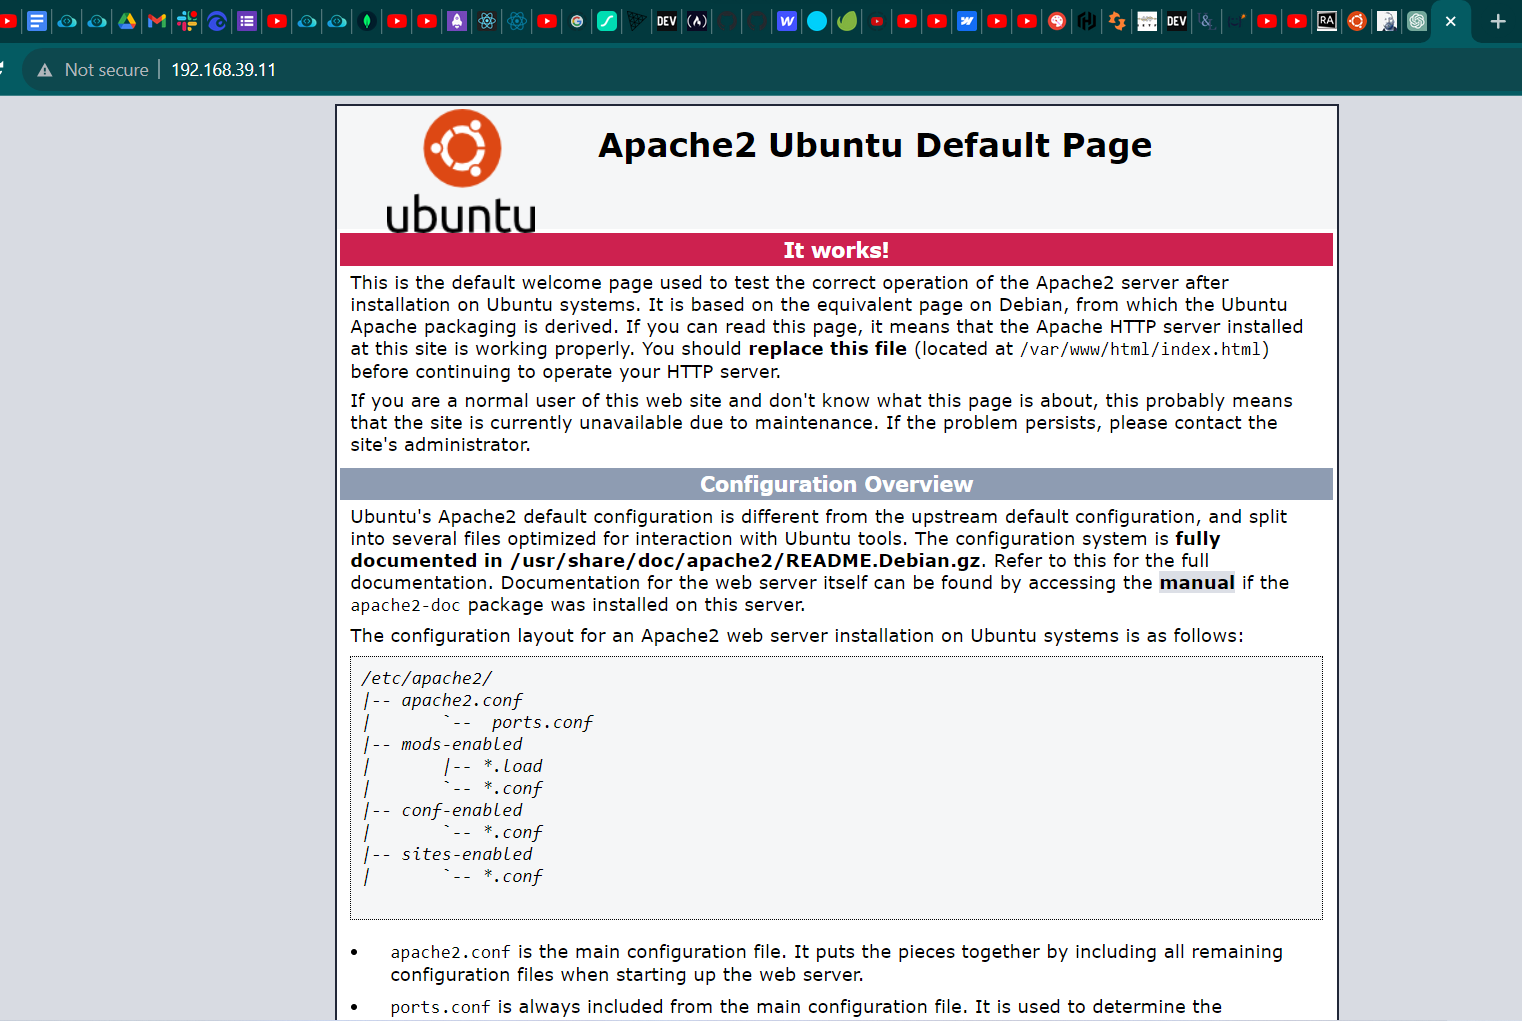 DEV
DEV
RA
Not secure
192.168.39.11
ubuntu
Apache2 Ubuntu Default Page
It works!
This is the default welcome page used to test the correct operation of the Apache2 server after
installation on Ubuntu systems. It is based on the equivalent page on Debian, from which the Ubuntu
Apache packaging is derived. If you can read this page, it means that the Apache HTTP server installed
at this site is working properly. You should replace this file (located at /var/www/html/index.html)
before continuing to operate your HTTP server.
If you are a normal user of this web site and don't know what this page is about, this probably means
that the site is currently unavailable due to maintenance. If the problem persists, please contact the
site's administrator.
Configuration Overview
Ubuntu's Apache2 default configuration is different from the upstream default configuration, and split
into several files optimized for interaction with Ubuntu tools. The configuration system is fully
documented in /usr/share/doc/apache2/README.Debian.gz. Refer to this for the full
documentation. Documentation for the web server itself can be found by accessing the manual if the
apache2-doc package was installed on this server.
The configuration layout for an Apache2 web server installation on Ubuntu systems is as follows:
/etc/apache2/
|-- apache2.conf
|       `--  ports.conf
|-- mods-enabled
|       |-- *.load
|       `-- *.conf
|-- conf-enabled
|       `-- *.conf
|-- sites-enabled
|       `-- *.conf
• apache2.conf is the main configuration file. It puts the pieces together by including all remaining
configuration files when starting up the web server.
• ports.conf is always included from the main configuration file. It is used to determine the